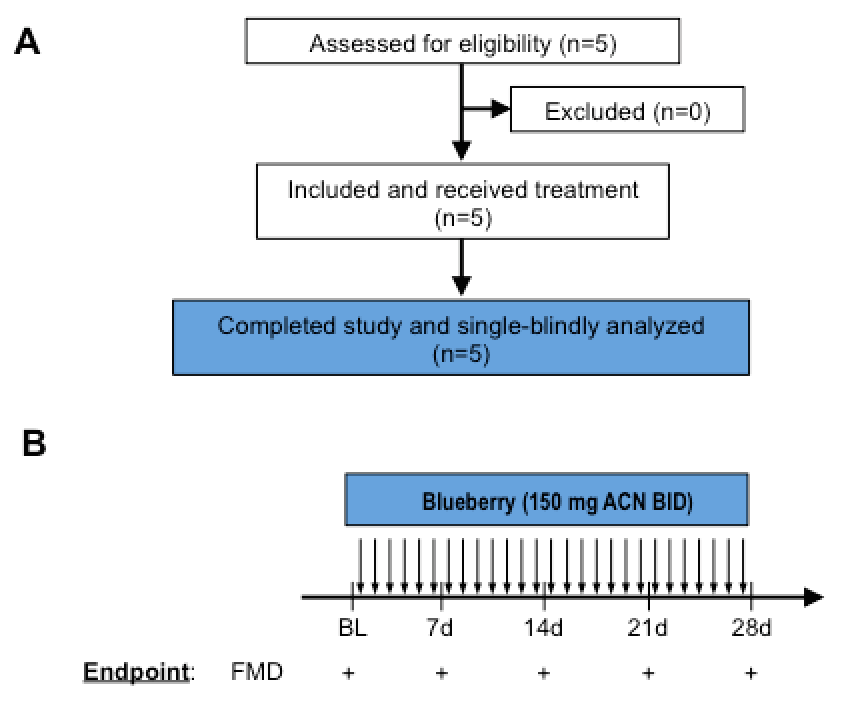 A
Assessed for eligibility (n=5)
Excluded (n=0)
Included and received treatment
(n=5)
Completed study and single-blindly analyzed
(n=5)
B
Blueberry (150 mg ACN BID)
BL 7d 14d 21d 28d
Endpoint: FMD + + + + +